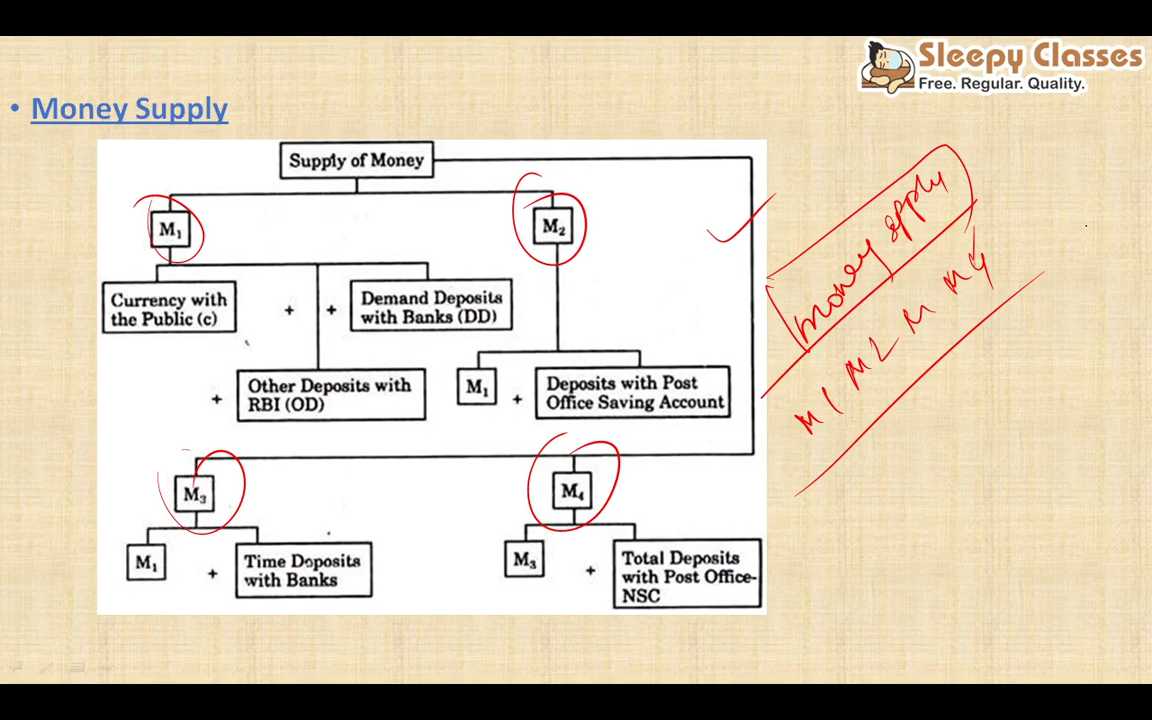 Sleepy Classes
Free. Regular. Quality.
• Money Supply
Supply of Money
M₁
M₂
Currency with
the Public (c)
+
+
Demand Deposits
with Banks (DD)
+
Other Deposits with
RBI (OD)
M₁
+
Deposits with Post
Office Saving Account
M₃
M₄
M₁
+
Time Deposits
with Banks
M₃
+
Total Deposits
with Post Office-
NSC
money supply
M1 M2 M M4